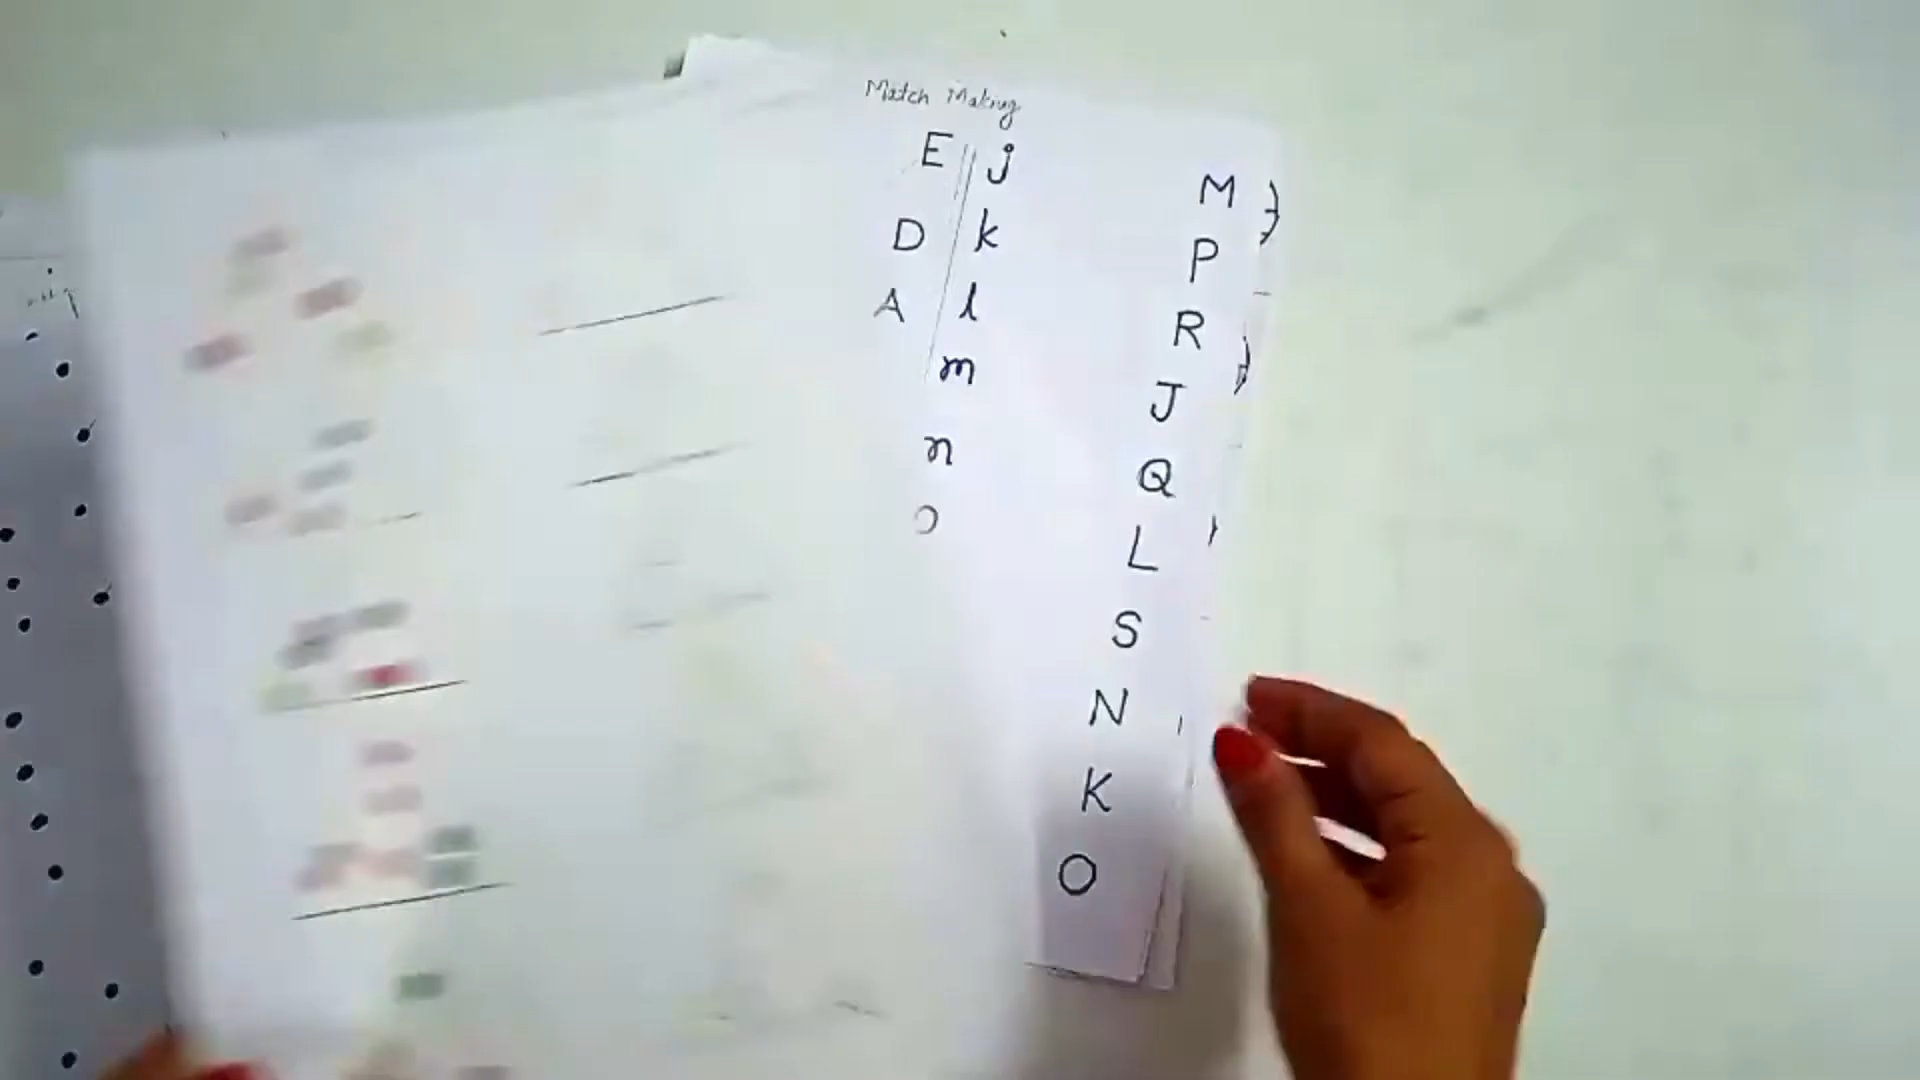 Match Making
E j M
D k P
A l R
m J
n Q
o L
S
N
K
O